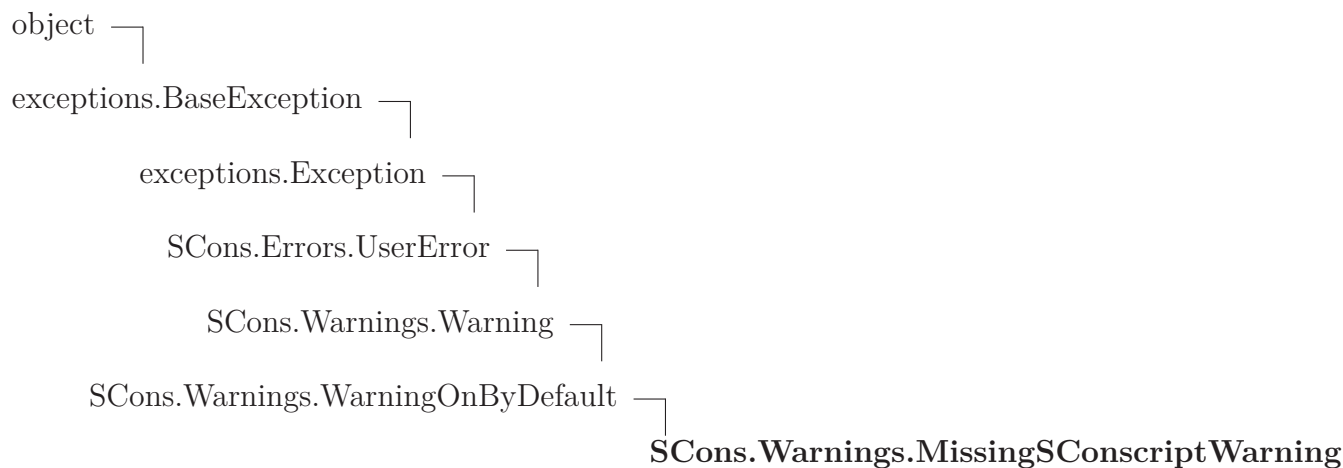 object
exceptions.BaseException
exceptions.Exception
SCons.Errors.UserError
SCons.Warnings.Warning
SCons.Warnings.WarningOnByDefault
SCons.Warnings.MissingSConscriptWarning